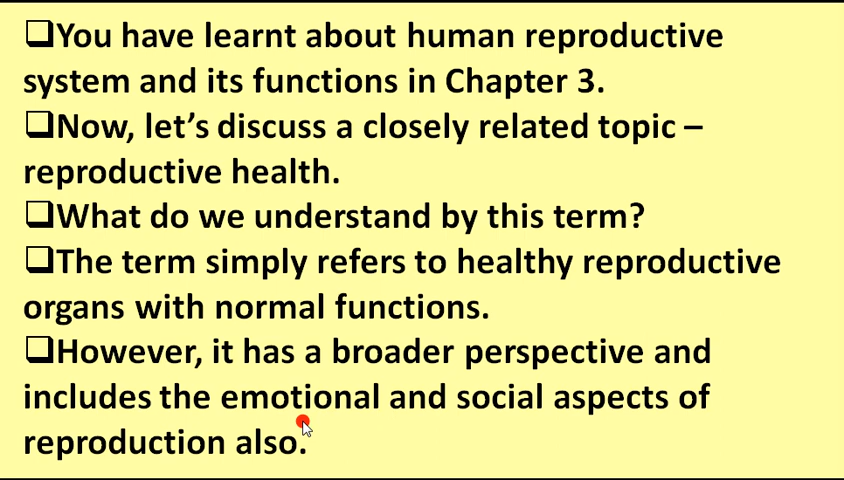 ❑You have learnt about human reproductive
system and its functions in Chapter 3.
❑Now, let’s discuss a closely related topic –
reproductive health.
❑What do we understand by this term?
❑The term simply refers to healthy reproductive
organs with normal functions.
❑However, it has a broader perspective and
includes the emotional and social aspects of
reproduction also.